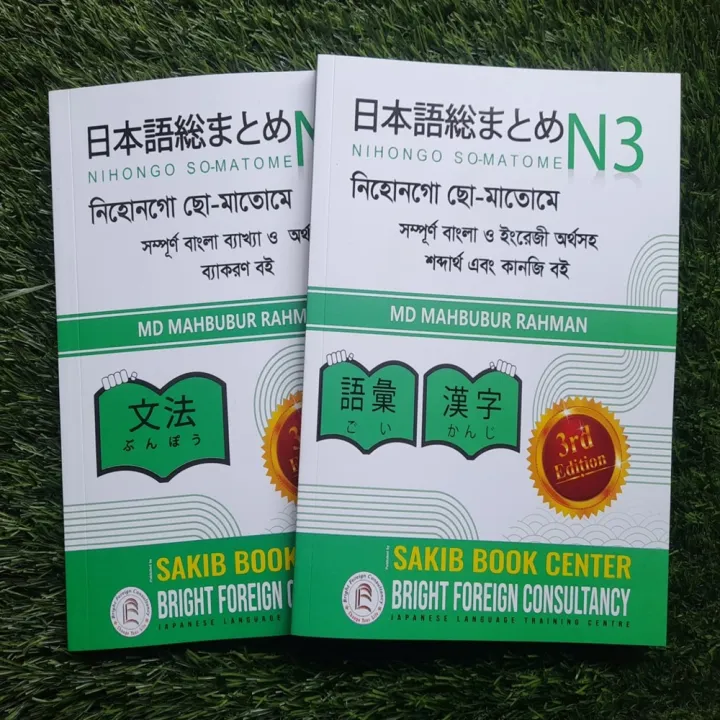 日本語総まとめ
NIHONGO SO-MATOME
নিহোনগো ছো-মাতোমে
সম্পূর্ণ বাংলা ব্যাখ্যা ও অর্থ
ব্যাকরণ বই
MD MAHBUBUR RAHMAN
文法
ぶんぽう
SAKIB BOOK
BRIGHT FOREIGN
JAPANESE LANGUAGE
日本語総まとめ N3
NIHONGO SO-MATOME
নিহোনগো ছো-মাতোমে
সম্পূর্ণ বাংলা ও ইংরেজী অর্থসহ
শব্দার্থ এবং কানজি বই
MD MAHBUBUR RAHMAN
語彙 漢字
ごい かんじ
3rd
Edition
SAKIB BOOK CENTER
BRIGHT FOREIGN CONSULTANCY
JAPANESE LANGUAGE TRAINING CENTRE